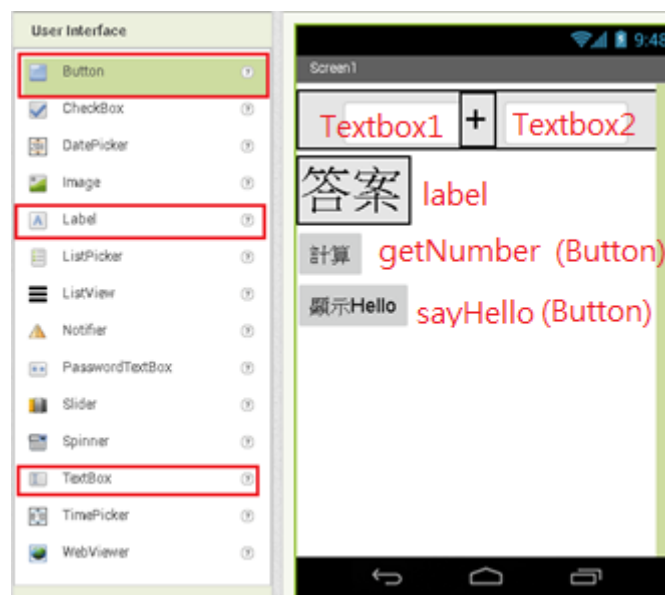 User Interface
Button
CheckBox
DatePicker
Image
Label
ListPicker
ListView
Notifier
PasswordTextBox
Slider
Spinner
TextBox
TimePicker
WebViewer
9:48
Screen1
Textbox1 + Textbox2
答案 label
計算 getNumber (Button)
顯示Hello sayHello (Button)